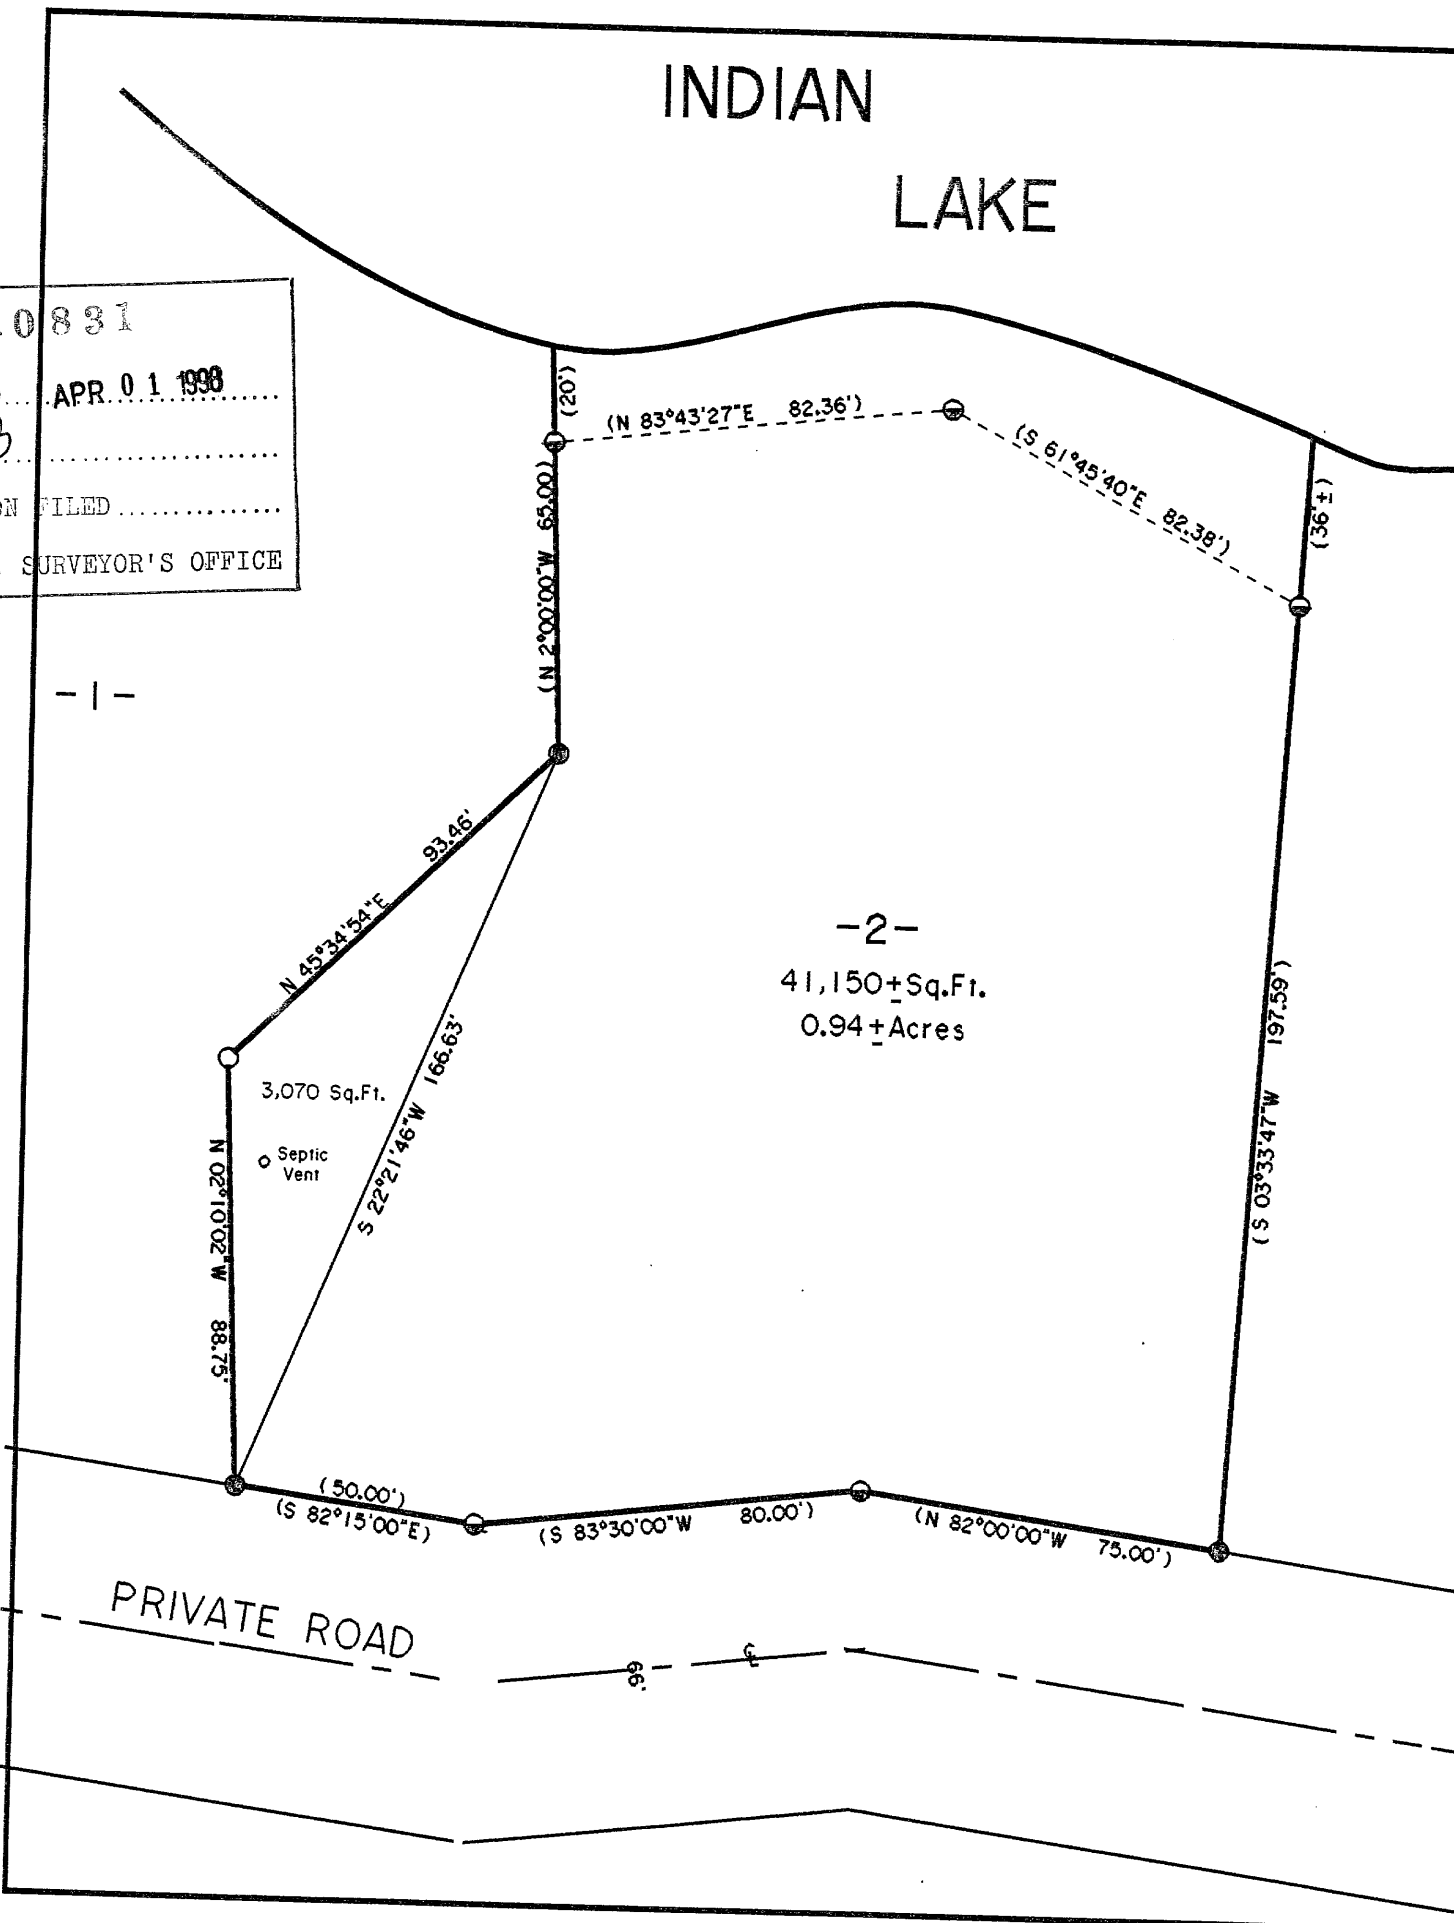 INDIAN
LAKE
0831
APR 01 1998
FILED
SURVEYOR'S OFFICE
(20')
(N 83°43'27"E 82.36')
(S 61°45'40"E 82.38')
(36'±)
(N 2°00'00"W 65.00)
-1-
N 45°34'54"E 93.46'
-2-
41,150±Sq.Ft.
0.94±Acres
(S 03°33'47"W 197.59')
3,070 Sq.Ft.
S 22°21'46"W 166.63'
Septic
Vent
N 02°10'02"W 88.75'
(50.00')
(S 82°15'00"E)
(S 83°30'00"W 80.00')
(N 82°00'00"W 75.00')
PRIVATE ROAD
66'